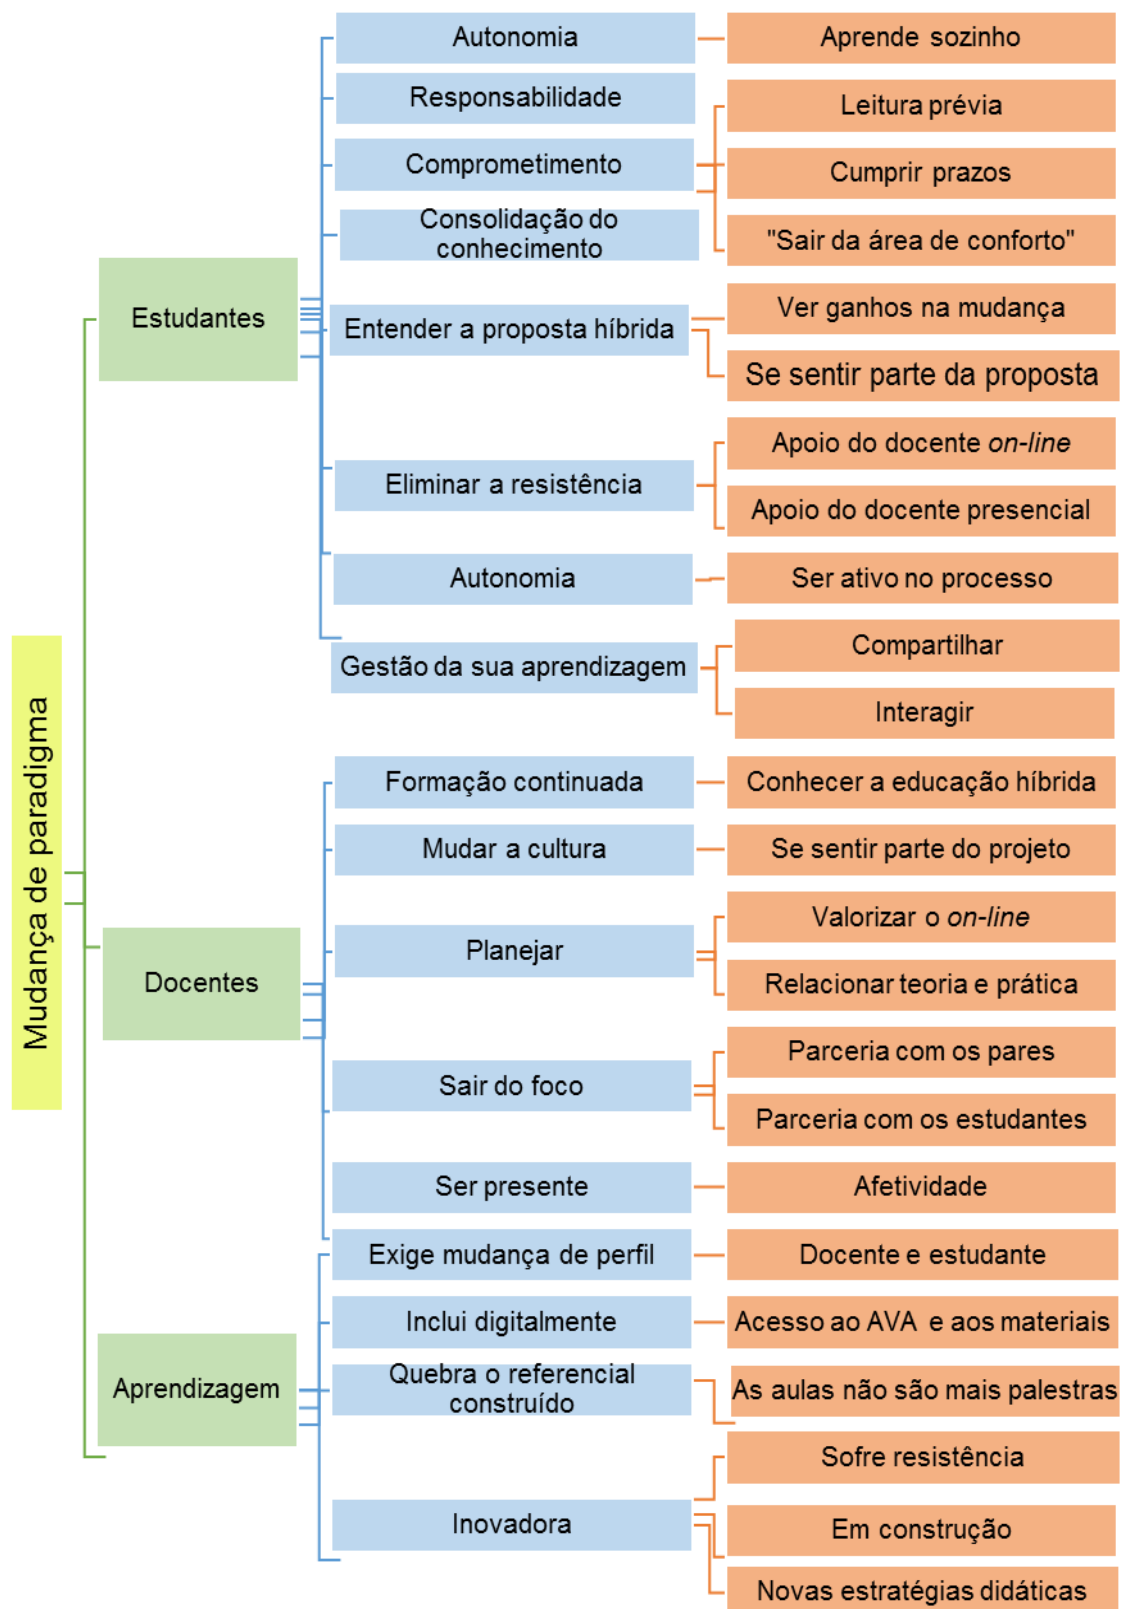 Mudança de paradigma
Estudantes
Autonomia
Aprende sozinho
Responsabilidade
Comprometimento
Leitura prévia
Cumprir prazos
"Sair da área de conforto"
Consolidação do
conhecimento
Entender a proposta híbrida
Ver ganhos na mudança
Se sentir parte da proposta
Eliminar a resistência
Apoio do docente on-line
Apoio do docente presencial
Autonomia
Ser ativo no processo
Gestão da sua aprendizagem
Compartilhar
Interagir
Docentes
Formação continuada
Conhecer a educação híbrida
Mudar a cultura
Se sentir parte do projeto
Planejar
Valorizar o on-line
Relacionar teoria e prática
Sair do foco
Parceria com os pares
Parceria com os estudantes
Ser presente
Afetividade
Aprendizagem
Exige mudança de perfil
Docente e estudante
Inclui digitalmente
Acesso ao AVA e aos materiais
Quebra o referencial
construído
As aulas não são mais palestras
Inovadora
Sofre resistência
Em construção
Novas estratégias didáticas